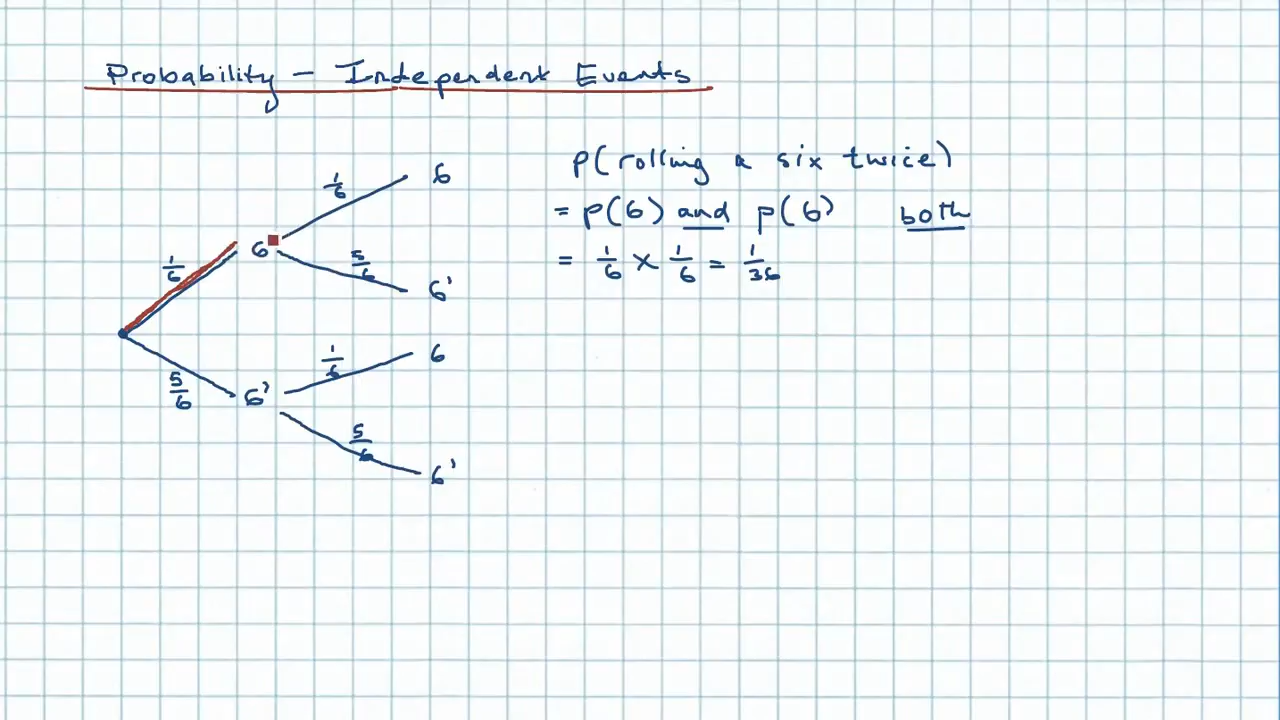 Probability - Independent Events
1/6 6
p(rolling a six twice)
= p(6) and p(6) both
1/6 6
5/6 6'
= 1/6 × 1/6 = 1/36
5/6 6'
1/6 6
5/6 6'